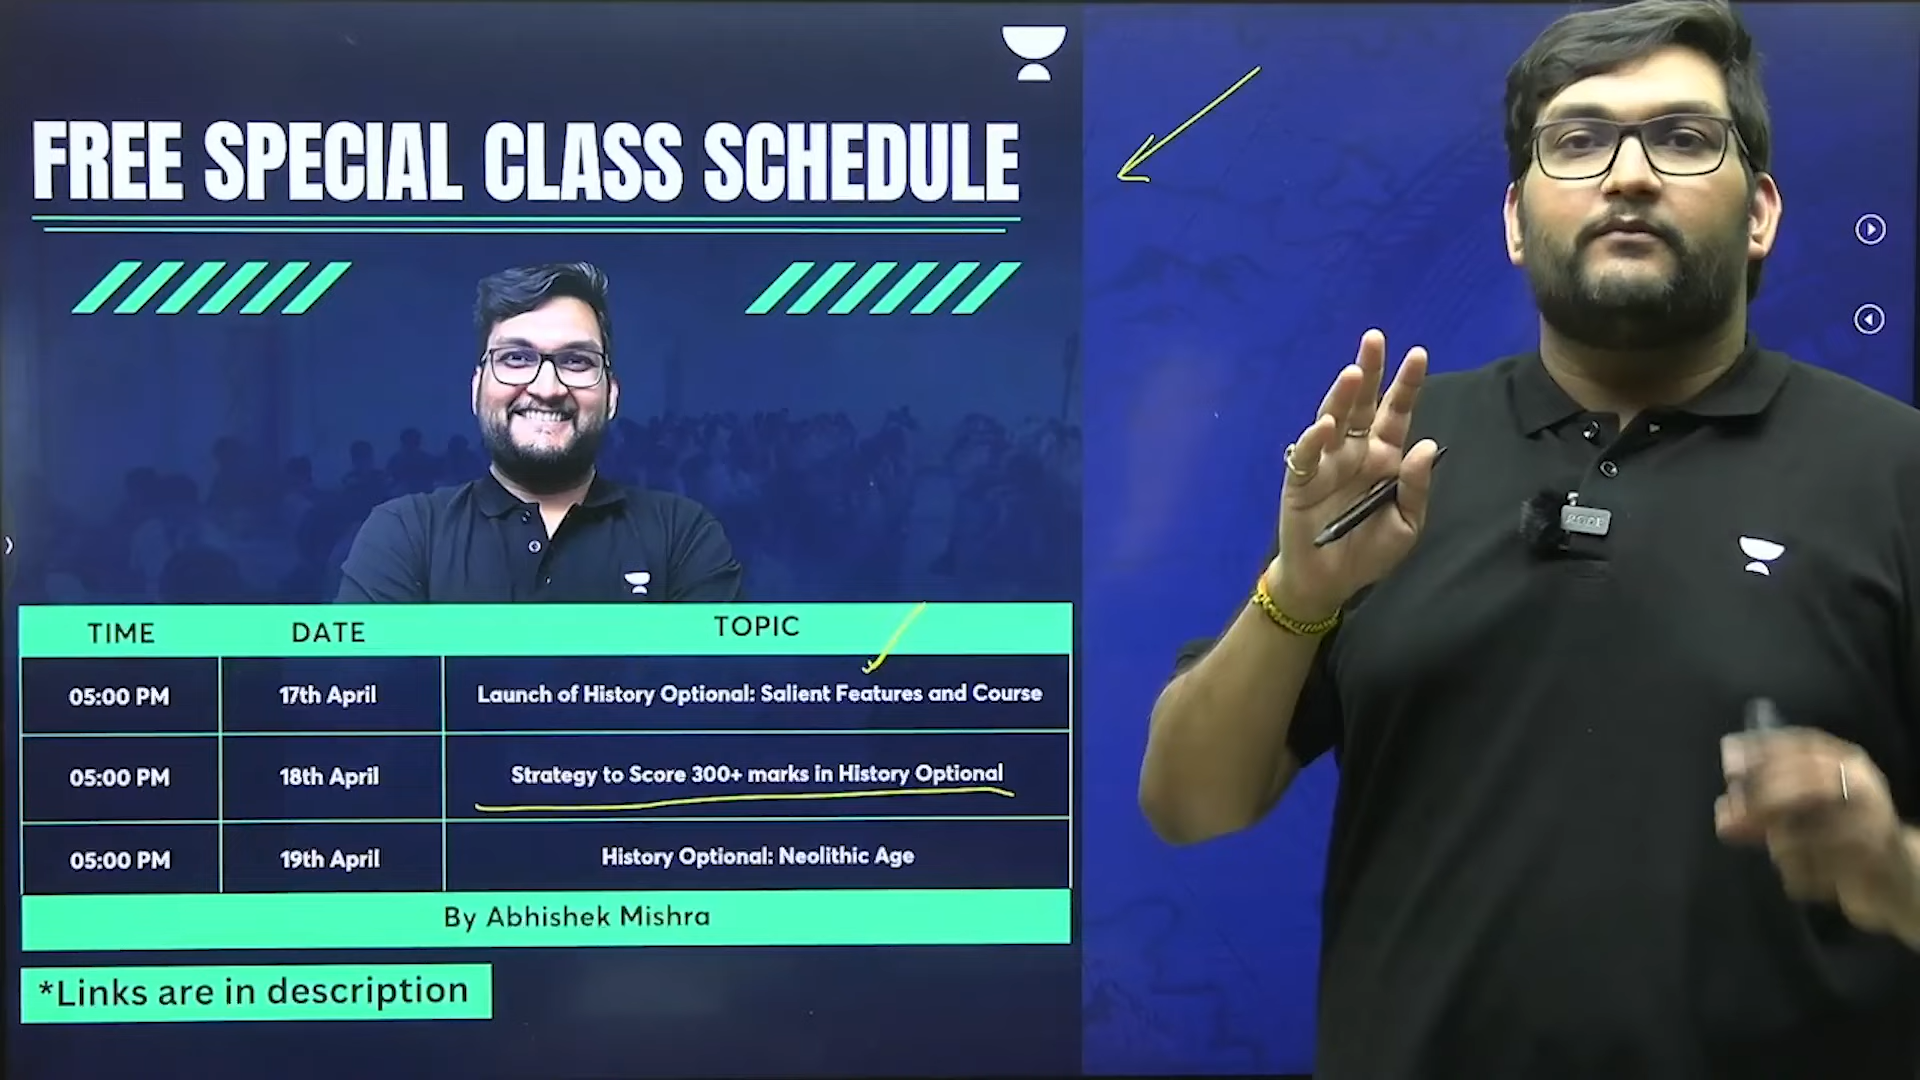 FREE SPECIAL CLASS SCHEDULE
TIME DATE TOPIC
05:00 PM 17th April Launch of History Optional: Salient Features and Course
05:00 PM 18th April Strategy to Score 300+ marks in History Optional
05:00 PM 19th April History Optional: Neolithic Age
By Abhishek Mishra
*Links are in description
RODE